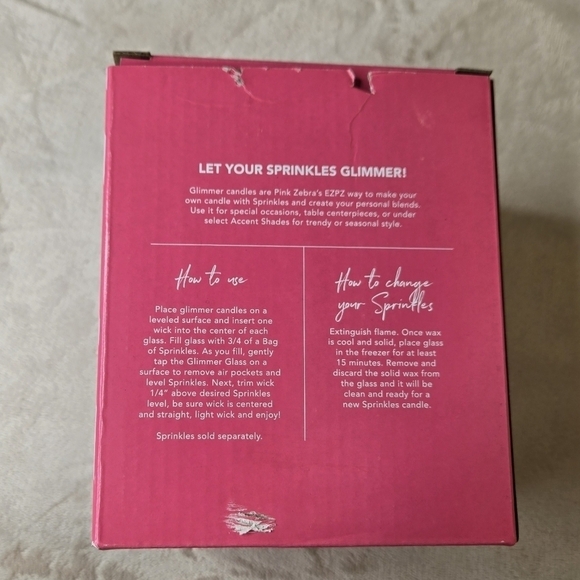 LET YOUR SPRINKLES GLIMMER!
Glimmer candles are Pink Zebra's EZPZ way to make your
own candle with Sprinkles and create your personal blends.
Use it for special occasions, table centerpieces, or under
select Accent Shades for trendy or seasonal style.
How to use
Place glimmer candles on a
leveled surface and insert one
wick into the center of each
glass. Fill glass with 3/4 of a Bag
of Sprinkles. As you fill, gently
tap the Glimmer Glass on a
surface to remove air pockets and
level Sprinkles. Next, trim wick
1/4" above desired Sprinkles
level, be sure wick is centered
and straight, light wick and enjoy!
Sprinkles sold separately.
How to change
your Sprinkles
Extinguish flame. Once wax
is cool and solid, place glass
in the freezer for at least
15 minutes. Remove and
discard the solid wax from
the glass and it will be
clean and ready for a
new Sprinkles candle.